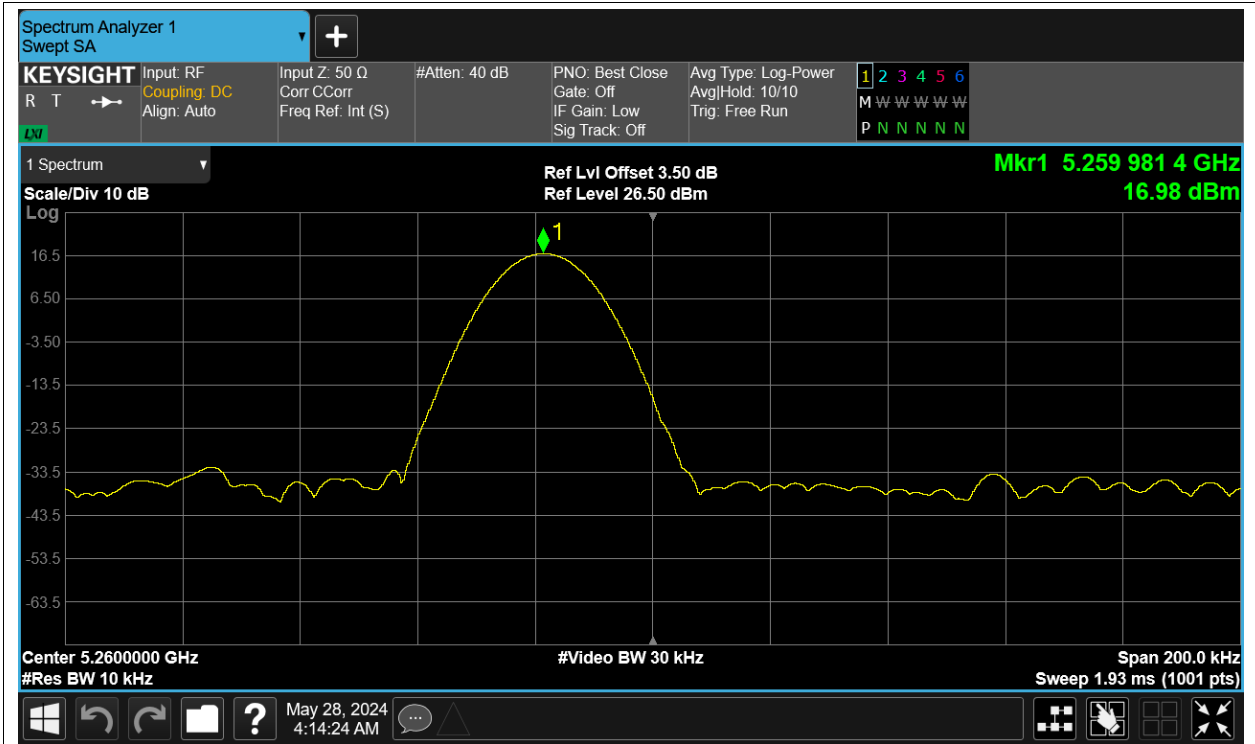 Spectrum Analyzer 1
Swept SA
KEYSIGHT
R T
LXI
Input: RF
Coupling: DC
Align: Auto
Input Z: 50 Ω
Corr CCorr
Freq Ref: Int (S)
#Atten: 40 dB
PNO: Best Close
Gate: Off
IF Gain: Low
Sig Track: Off
Avg Type: Log-Power
Avg|Hold: 10/10
Trig: Free Run
1 2 3 4 5 6
M W W W W W
P N N N N N
1 Spectrum
Scale/Div 10 dB
Log
Ref Lvl Offset 3.50 dB
Ref Level 26.50 dBm
Mkr1 5.259 981 4 GHz
16.98 dBm
1
16.5
6.50
-3.50
-13.5
-23.5
-33.5
-43.5
-53.5
-63.5
Center 5.2600000 GHz
#Video BW 30 kHz
Span 200.0 kHz
#Res BW 10 kHz
Sweep 1.93 ms (1001 pts)
?
May 28, 2024
4:14:24 AM